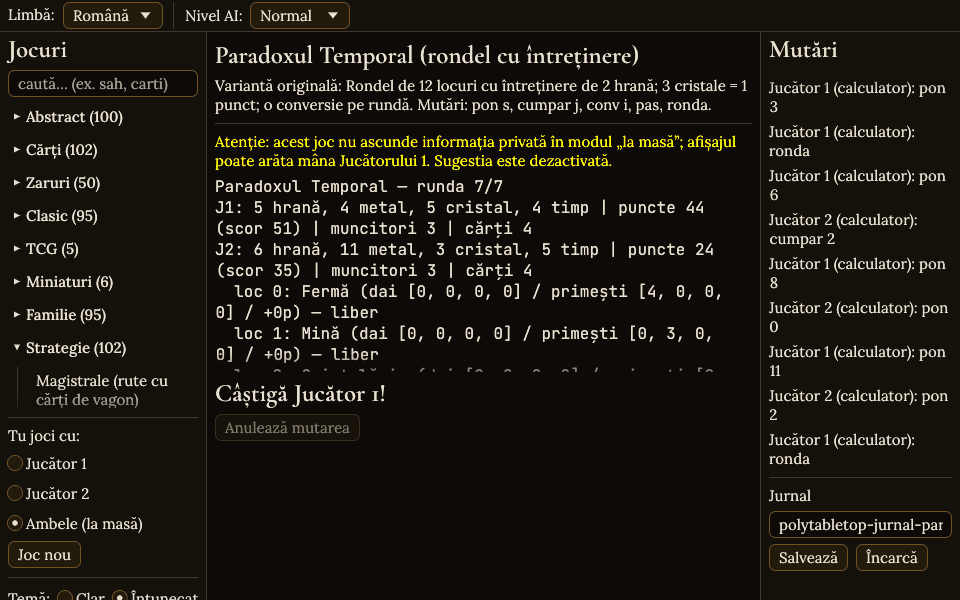 Limbă: Română ▼ Nivel AI: Normal ▼
Jocuri
caută... (ex. sah, carti)
▸ Abstract (100)
▸ Cărți (102)
▸ Zaruri (50)
▸ Clasic (95)
▸ TCG (5)
▸ Miniaturi (6)
▸ Familie (95)
▾ Strategie (102)
Magistrale (rute cu
cărți de vagon)
Tu joci cu:
Jucător 1
Jucător 2
Ambele (la masă)
Joc nou
Temă: Clar Întunecat
Paradoxul Temporal (rondel cu întreținere)
Variantă originală: Rondel de 12 locuri cu întreținere de 2 hrană; 3 cristale = 1
punct; o conversie pe rundă. Mutări: pon s, cumpar j, conv i, pas, ronda.
Atenție: acest joc nu ascunde informația privată în modul „la masă”; afișajul
poate arăta mâna Jucătorului 1. Sugestia este dezactivată.
Paradoxul Temporal — runda 7/7
J1: 5 hrană, 4 metal, 5 cristal, 4 timp | puncte 44
(scor 51) | muncitori 3 | cărți 4
J2: 6 hrană, 11 metal, 3 cristal, 5 timp | puncte 24
(scor 35) | muncitori 3 | cărți 4
loc 0: Fermă (dai [0, 0, 0, 0] / primești [4, 0, 0,
0] / +0p) — liber
loc 1: Mină (dai [0, 0, 0, 0] / primești [0, 3, 0,
0] / +0p) — liber
Câștigă Jucător 1!
Anulează mutarea
Mutări
Jucător 1 (calculator): pon
3
Jucător 1 (calculator):
ronda
Jucător 1 (calculator): pon
6
Jucător 2 (calculator):
cumpar 2
Jucător 1 (calculator): pon
8
Jucător 2 (calculator): pon
0
Jucător 1 (calculator): pon
11
Jucător 2 (calculator): pon
2
Jucător 1 (calculator):
ronda
Jurnal
polytabletop-jurnal-par
Salvează Încarcă